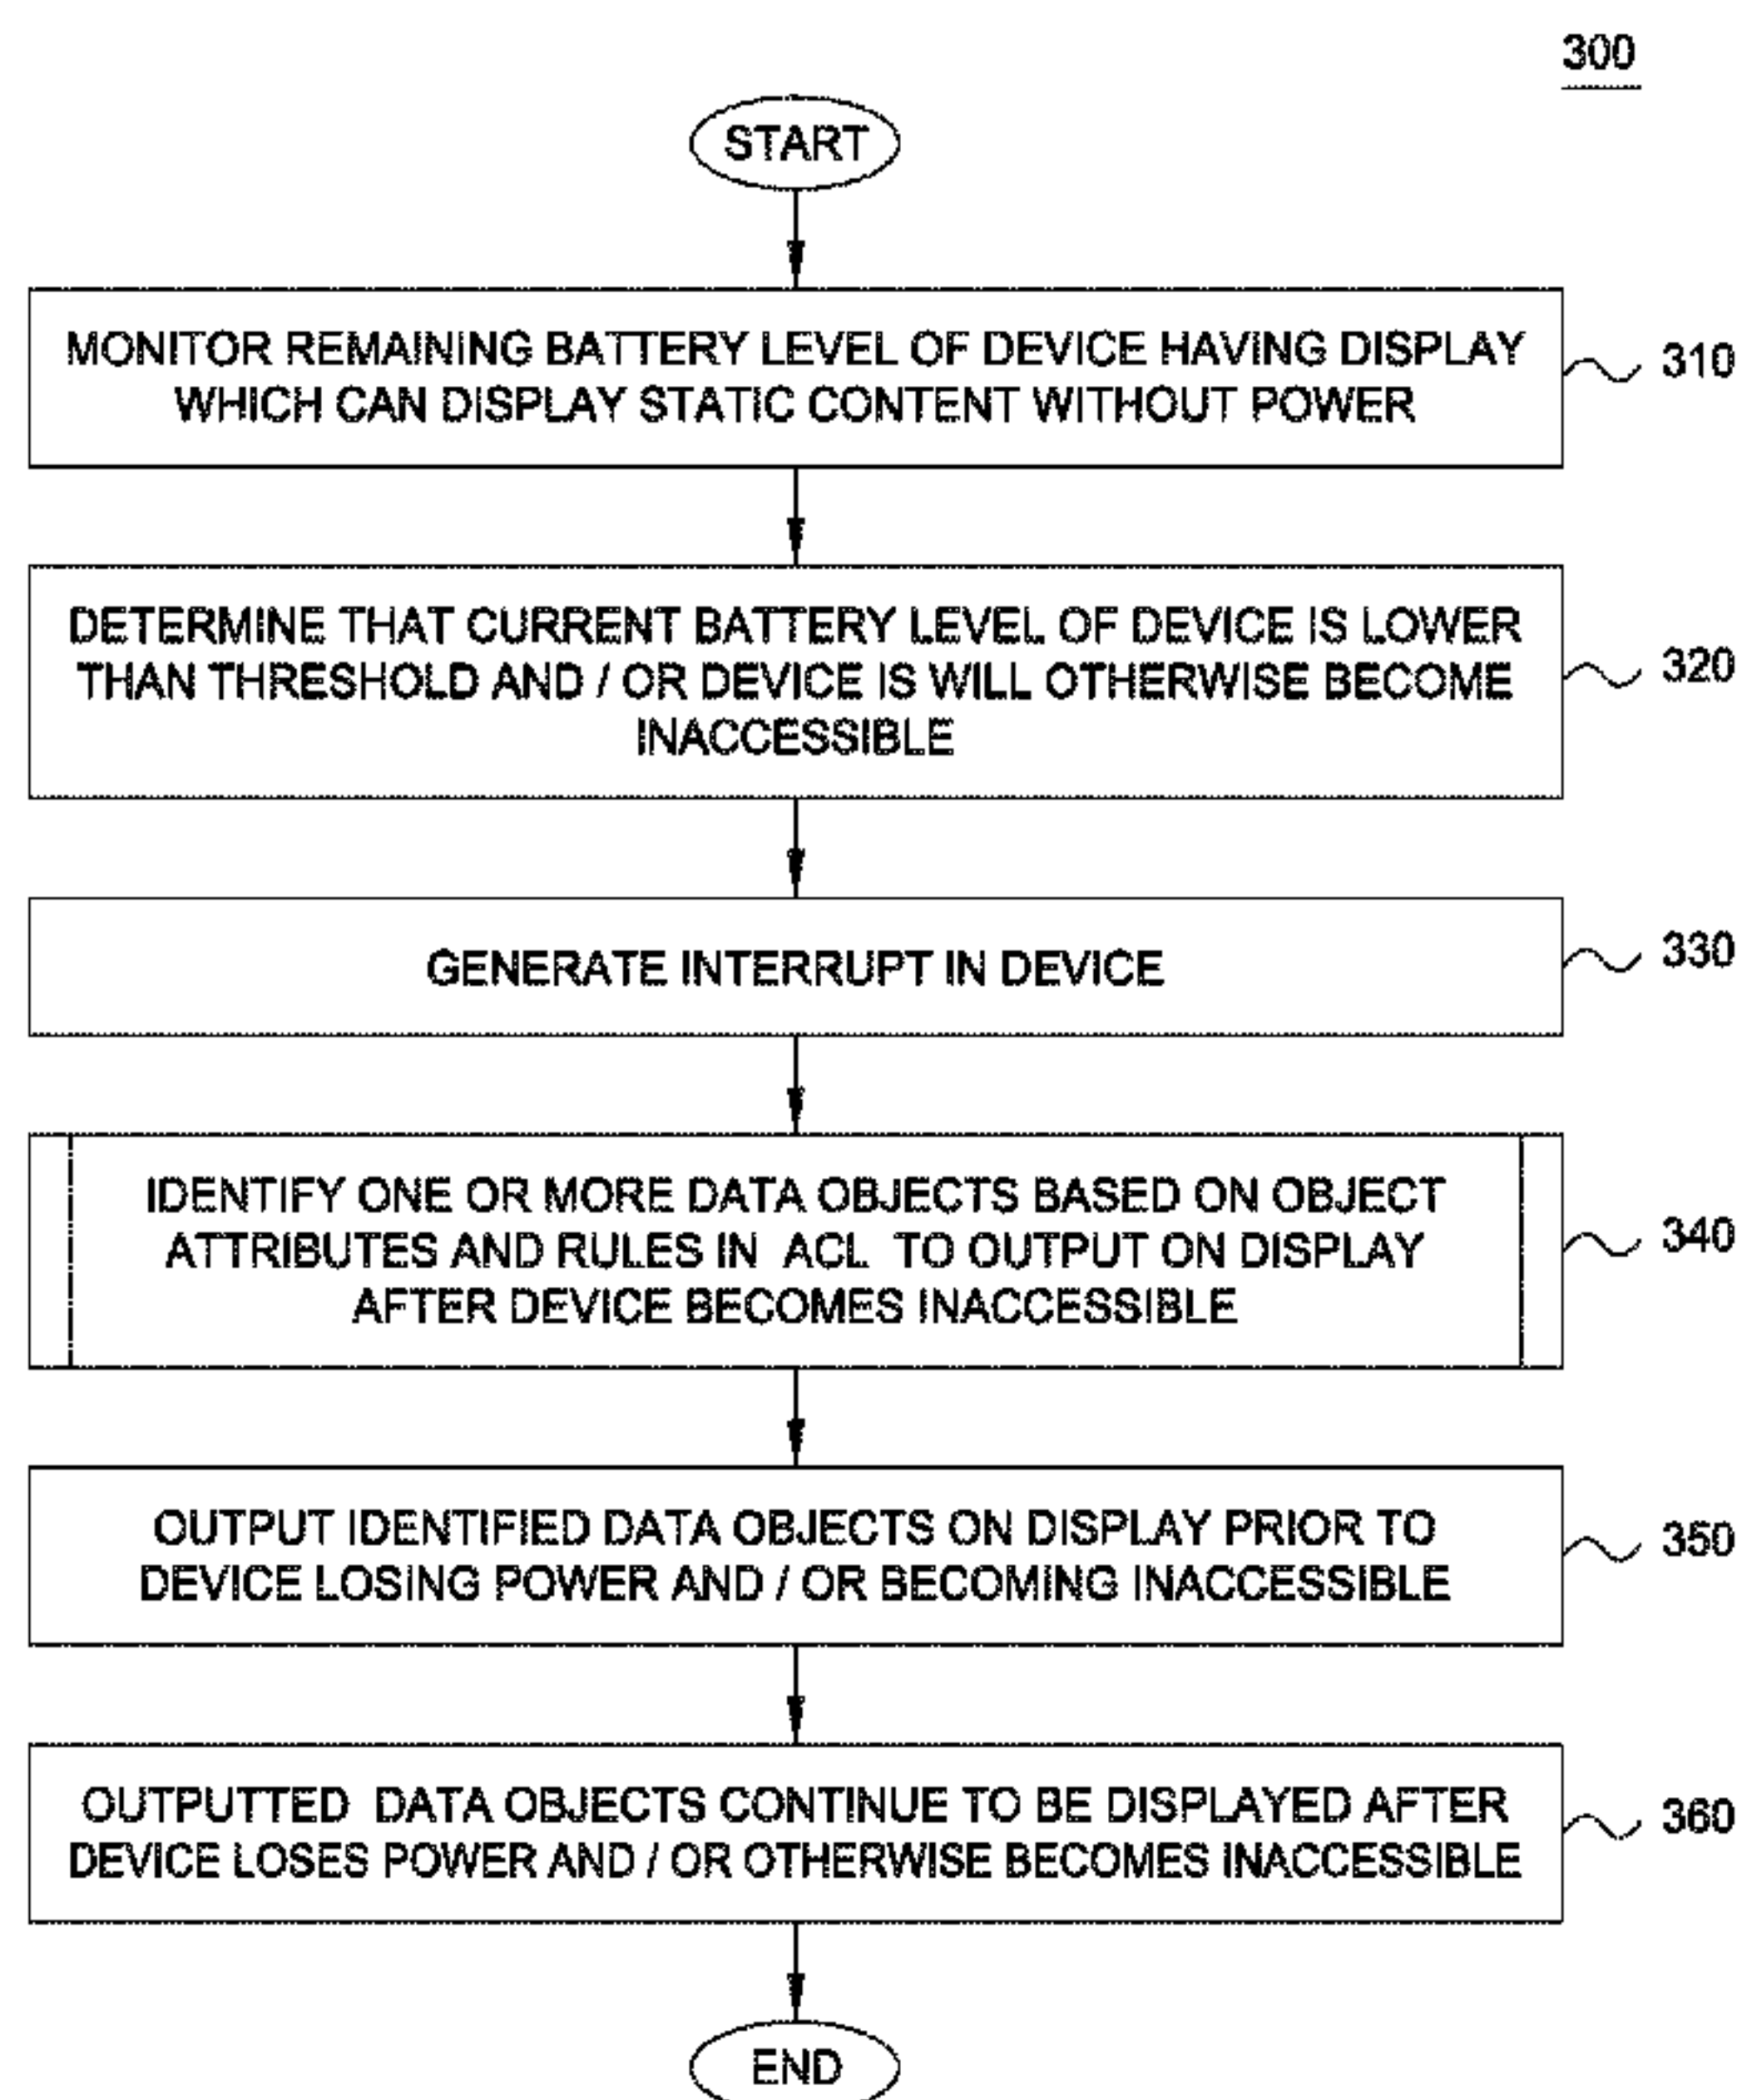 300
START
MONITOR REMAINING BATTERY LEVEL OF DEVICE HAVING DISPLAY
WHICH CAN DISPLAY STATIC CONTENT WITHOUT POWER
310
DETERMINE THAT CURRENT BATTERY LEVEL OF DEVICE IS LOWER
THAN THRESHOLD AND / OR DEVICE IS WILL OTHERWISE BECOME
INACCESSIBLE
320
GENERATE INTERRUPT IN DEVICE
330
IDENTIFY ONE OR MORE DATA OBJECTS BASED ON OBJECT
ATTRIBUTES AND RULES IN ACL TO OUTPUT ON DISPLAY
AFTER DEVICE BECOMES INACCESSIBLE
340
OUTPUT IDENTIFIED DATA OBJECTS ON DISPLAY PRIOR TO
DEVICE LOSING POWER AND / OR BECOMING INACCESSIBLE
350
OUTPUTTED DATA OBJECTS CONTINUE TO BE DISPLAYED AFTER
DEVICE LOSES POWER AND / OR OTHERWISE BECOMES INACCESSIBLE
360
END